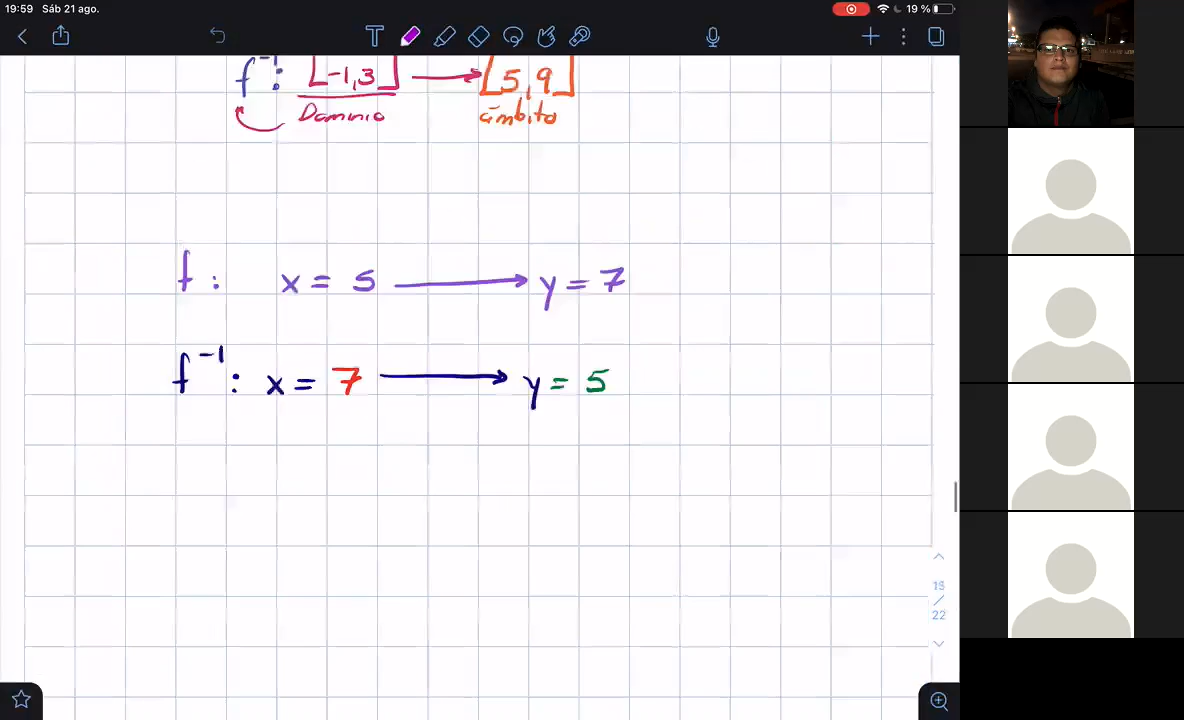 19:59 Sáb 21 ago. 19 %
f⁻¹: [-1,3] → [5,9]
Dominio ámbito
f: x = 5 → y = 7
f⁻¹: x = 7 → y = 5
15
/
22